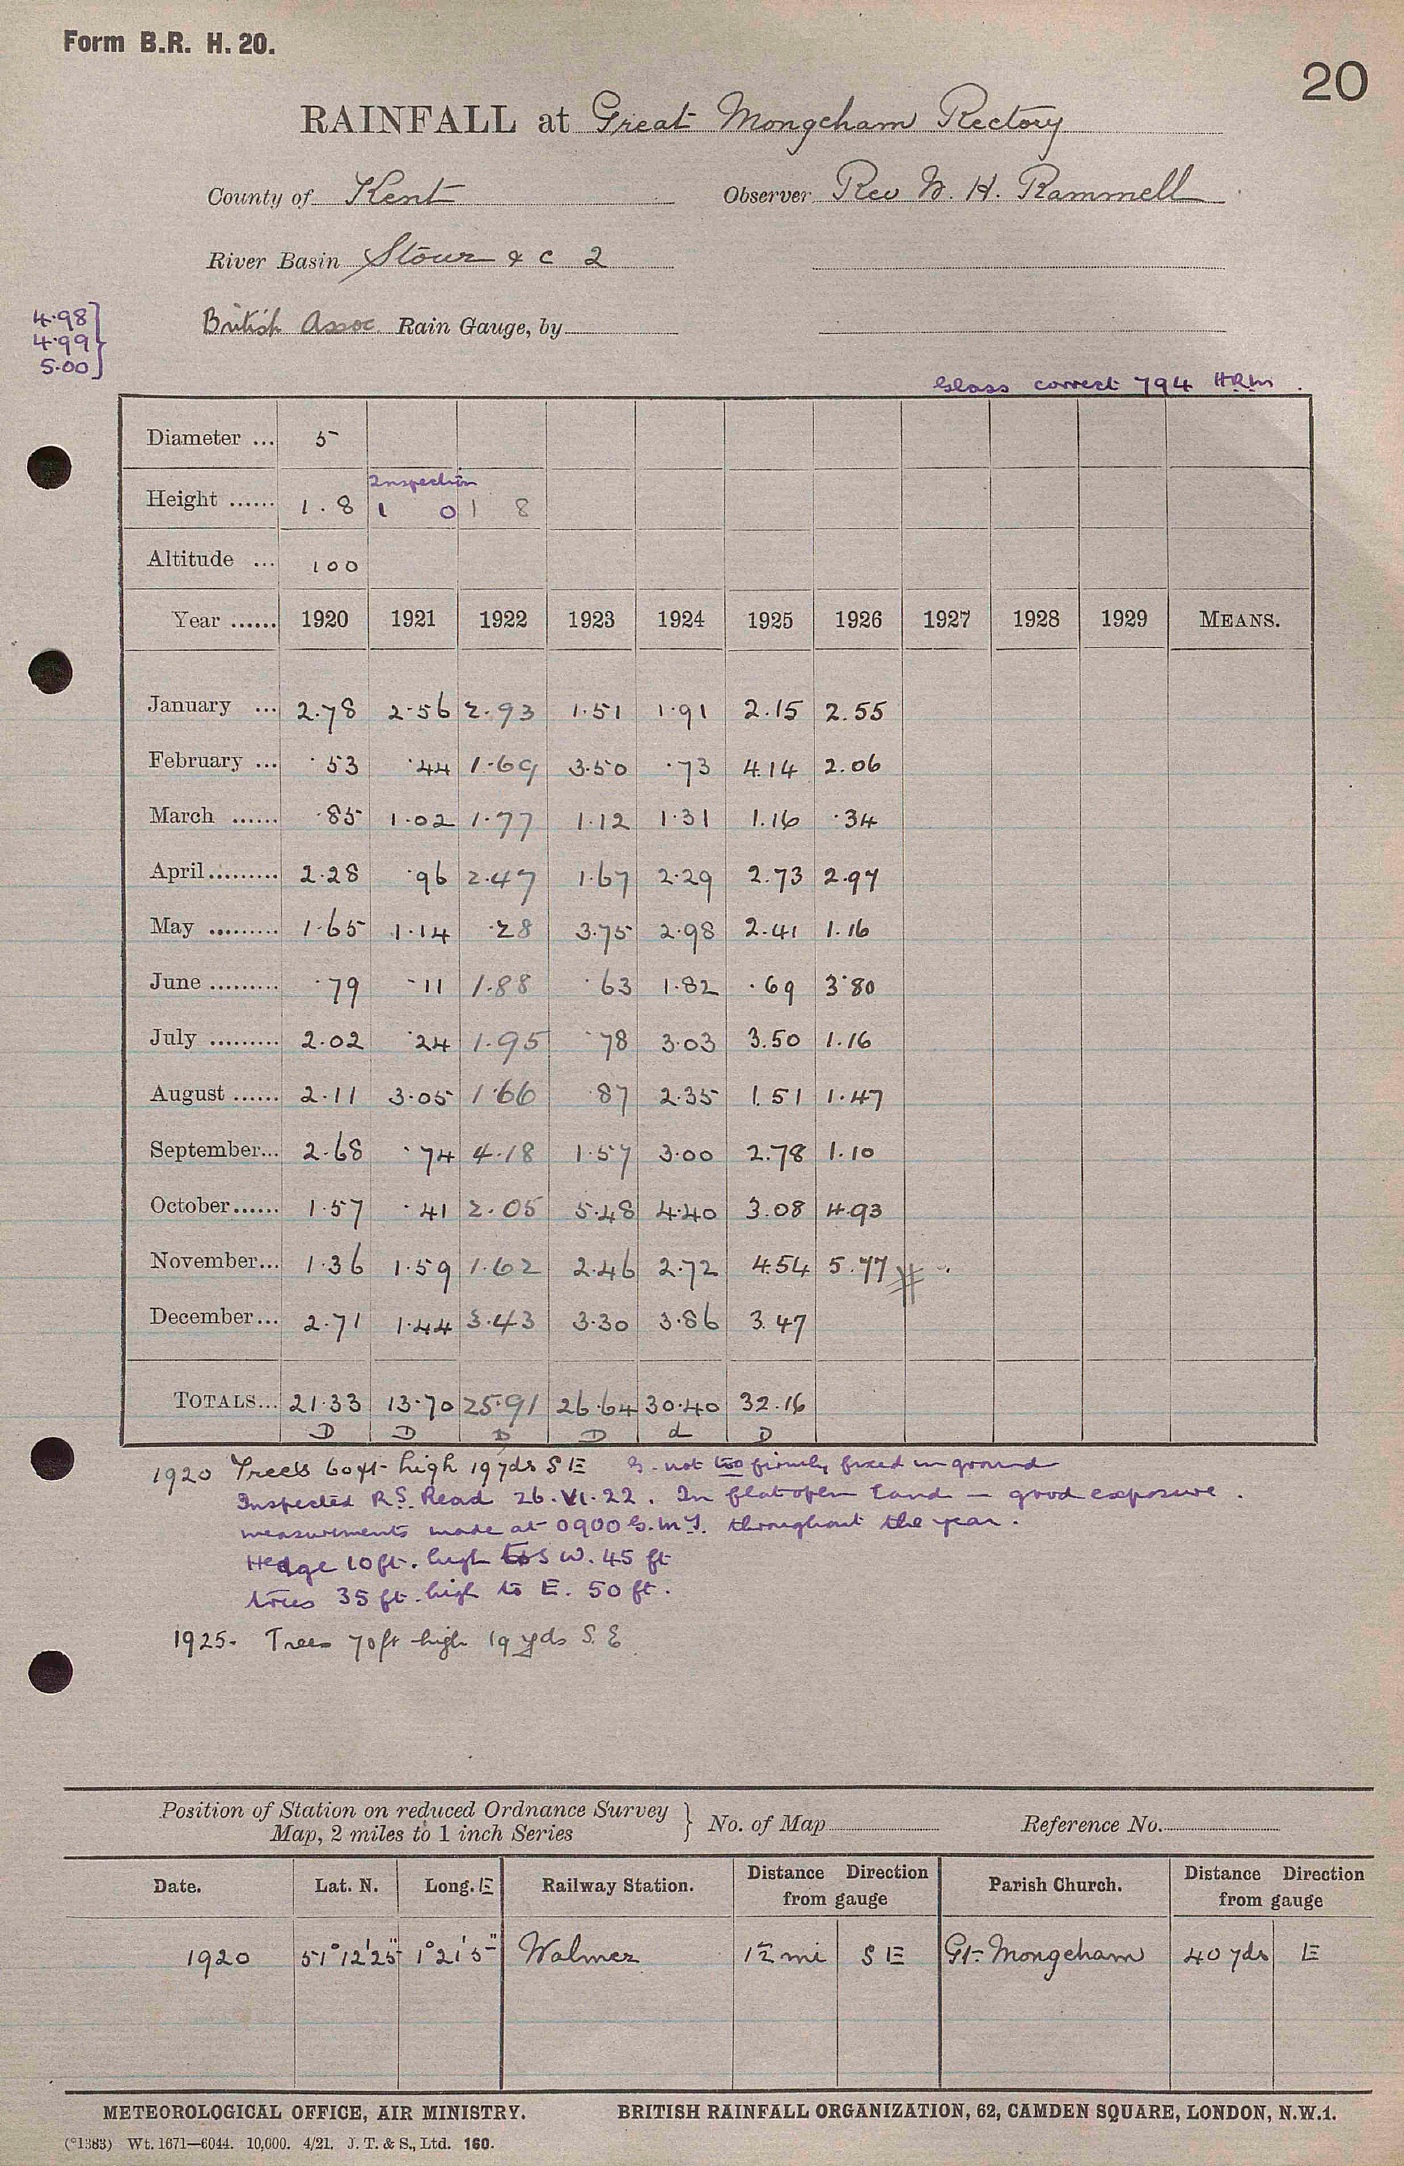 Form B.R. H. 20.
20
RAINFALL at Great Mongeham Rectory
County of Kent Observer Rev W. H. Rammell
River Basin Stour & c 2
British Assoc. Rain Gauge, by
4.98
4.99
5.00
Glass correct 794 HRM.
Diameter ... 5
Inspection
Height ...... 1.8 1 0 1 8
Altitude ... 100
Year ...... 1920 1921 1922 1923 1924 1925 1926 1927 1928 1929 MEANS.
January ... 2.78 2.56 2.93 1.51 1.91 2.15 2.55
February ... .53 .44 1.69 3.50 .73 4.14 2.06
March ...... .85 1.02 1.77 1.12 1.31 1.16 .34
April......... 2.28 .96 2.47 1.67 2.29 2.73 2.97
May ......... 1.65 1.14 .28 3.75 2.98 2.41 1.16
June ......... .79 .11 1.88 .63 1.82 .69 3.80
July ......... 2.02 .24 1.95 .78 3.03 3.50 1.16
August ...... 2.11 3.05 1.66 .87 2.35 1.51 1.47
September... 2.68 .74 4.18 1.57 3.00 2.78 1.10
October...... 1.57 .41 2.05 5.48 4.40 3.08 4.93
November... 1.36 1.59 1.62 2.46 2.72 4.54 5.77
December... 2.71 1.44 3.43 3.30 3.86 3.47
TOTALS... 21.33 13.70 25.91 26.64 30.40 32.16
D D D D d D
1920 Trees 60 ft high 19 yds S E G. not too firmly fixed in ground
Inspected R.S. Read 26.VI.22. In flat open land – good exposure.
measurements made at 0900 G.M.T. throughout the year.
Hedge 10 ft. high to S W. 45 ft
trees 35 ft. high to E. 50 ft.
1925. Trees 70 ft high 19 yds S. E
Position of Station on reduced Ordnance Survey Map, 2 miles to 1 inch Series } No. of Map Reference No.
Date. Lat. N. Long. E Railway Station. Distance Direction from gauge Parish Church. Distance Direction from gauge
1920 51°12'25" 1°21'5" Walmer 1½ mi S E Gt. Mongeham 40 yds E
METEOROLOGICAL OFFICE, AIR MINISTRY. BRITISH RAINFALL ORGANIZATION, 62, CAMDEN SQUARE, LONDON, N.W.1.
(*1383) Wt. 1671—6044. 10,000. 4/21. J. T. & S., Ltd. 160.